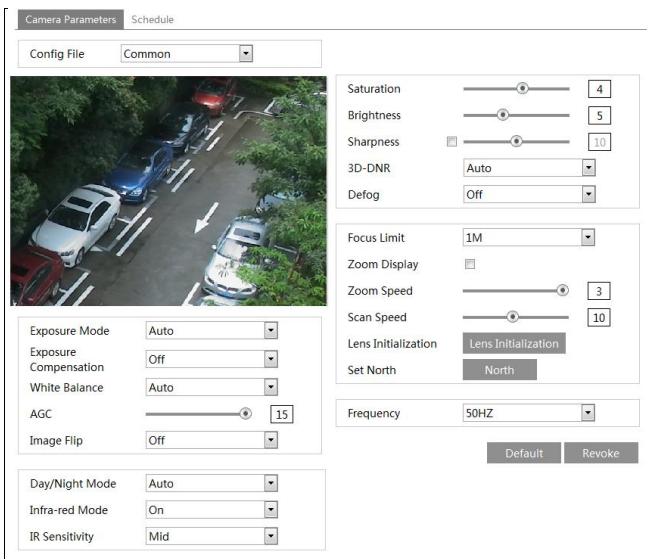 Camera Parameters Schedule
Config File Common
Saturation 4
Brightness 5
Sharpness 10
3D-DNR Auto
Defog Off
Focus Limit 1M
Zoom Display
Zoom Speed 3
Scan Speed 10
Lens Initialization Lens Initialization
Set North North
Frequency 50HZ
Default Revoke
Exposure Mode Auto
Exposure
Compensation Off
White Balance Auto
AGC 15
Image Flip Off
Day/Night Mode Auto
Infra-red Mode On
IR Sensitivity Mid